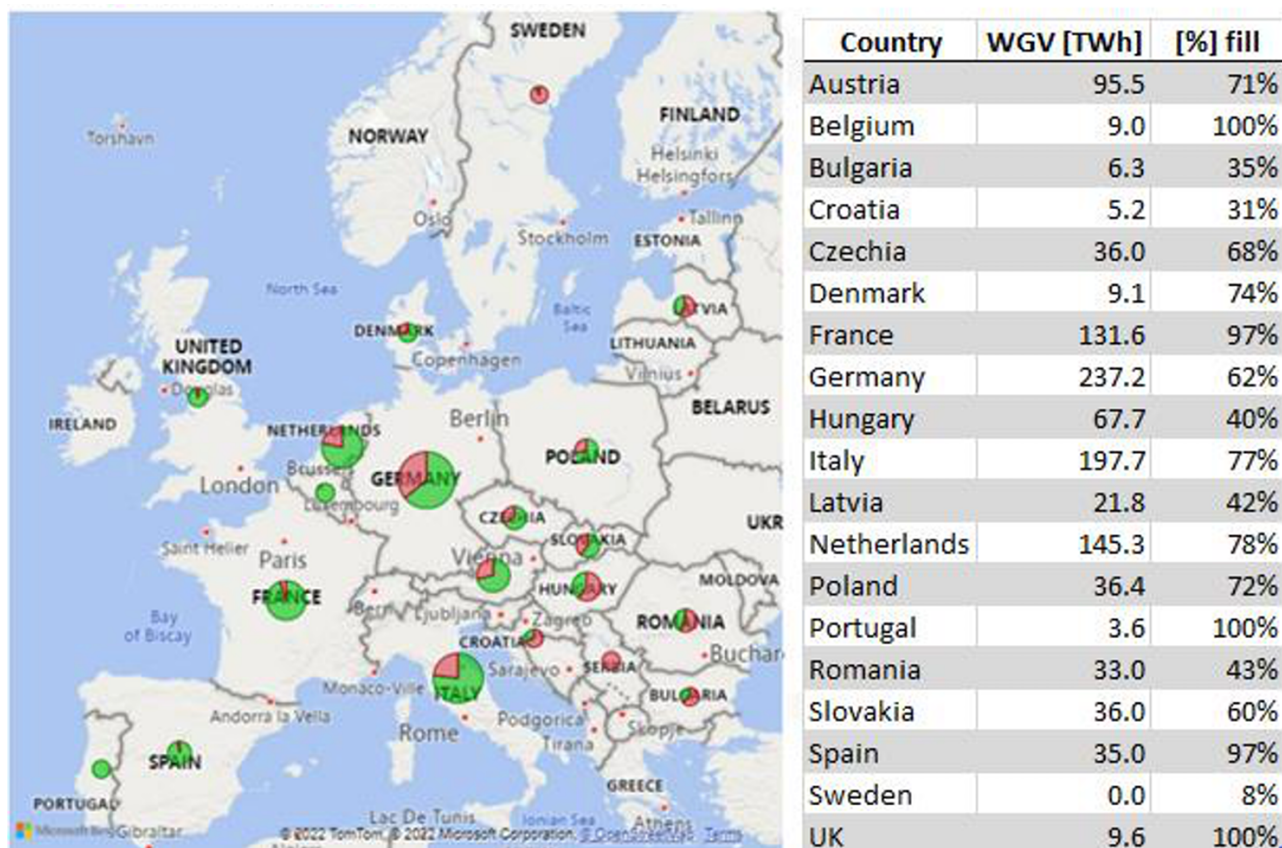 SWEDEN
FINLAND
NORWAY
Torshavn
Helsinki
Helsingfors
Oslo
Tallinn
Stockholm
ESTONIA
North Sea
Baltic
Sea
LATVIA
DENMARK
Copenhagen
LITHUANIA
UNITED
KINGDOM
Douglas
Vilnius
BELARUS
IRELAND
NETHERLANDS
Berlin
London
Brussels
GERMANY
POLAND
Luxembourg
CZECHIA
UKR
Saint Helier
Paris
SLOVAKIA
Vienna
FRANCE
HUNGARY
MOLDOVA
Bern
Ljubljana
Zagreb
ROMANIA
Bay
of Biscay
CROATIA
Buchar
Sarajevo
SERBIA
Monaco-Ville
ITALY
BULGARIA
Andorra la Vella
Podgorica
Skopje
Rome
Tirana
SPAIN
GREECE
PORTUGAL
Lac De Tunis
Ionian Sea
Athens
Microsoft Bing
Gibraltar
© 2022 TomTom, © 2022 Microsoft Corporation, © OpenStreetMap Terms
Country WGV [TWh] [%] fill
Austria 95.5 71%
Belgium 9.0 100%
Bulgaria 6.3 35%
Croatia 5.2 31%
Czechia 36.0 68%
Denmark 9.1 74%
France 131.6 97%
Germany 237.2 62%
Hungary 67.7 40%
Italy 197.7 77%
Latvia 21.8 42%
Netherlands 145.3 78%
Poland 36.4 72%
Portugal 3.6 100%
Romania 33.0 43%
Slovakia 36.0 60%
Spain 35.0 97%
Sweden 0.0 8%
UK 9.6 100%